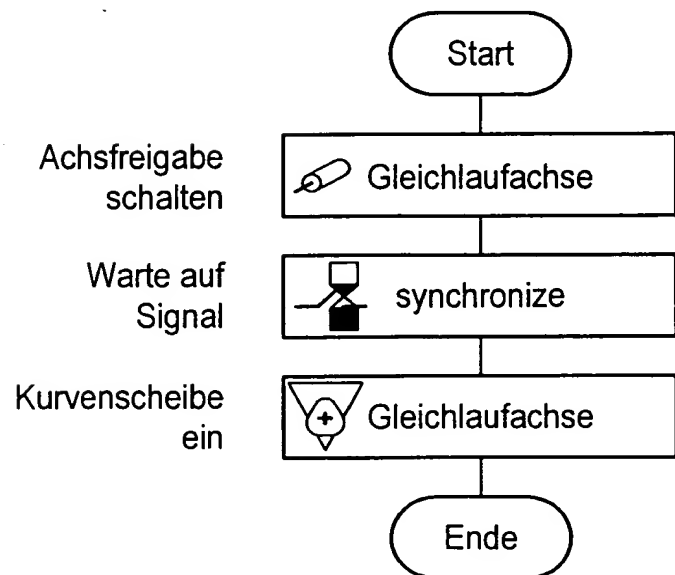 Start
Achsfreigabe
schalten
Gleichlaufachse
Warte auf
Signal
synchronize
Kurvenscheibe
ein
Gleichlaufachse
Ende